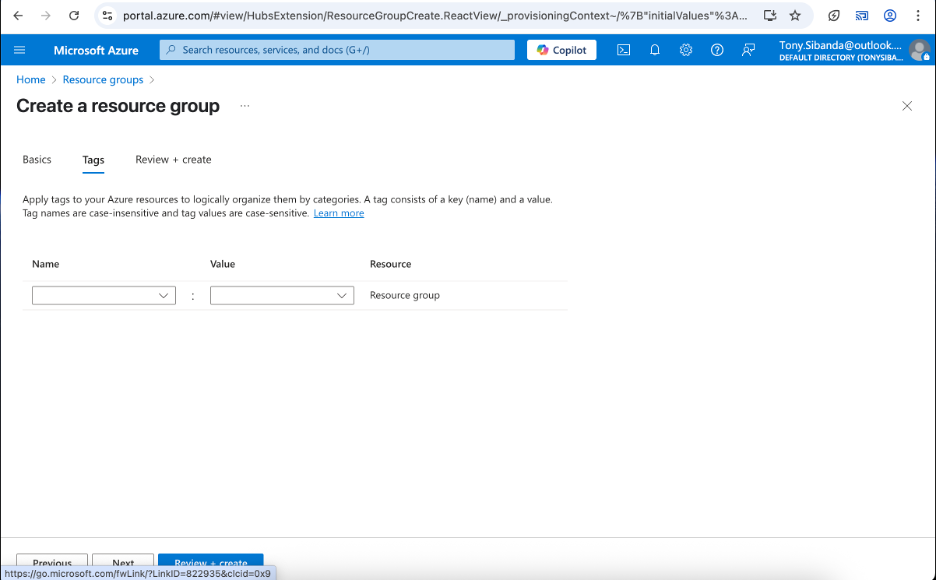 portal.azure.com/#view/HubsExtension/ResourceGroupCreate.ReactView/_provisioningContext~/%7B"initialValues"%3A...
Microsoft Azure
Search resources, services, and docs (G+/)
Copilot
Tony.Sibanda@outlook....
DEFAULT DIRECTORY (TONYSIBA...
Home > Resource groups >
Create a resource group ...
Basics Tags Review + create
Apply tags to your Azure resources to logically organize them by categories. A tag consists of a key (name) and a value.
Tag names are case-insensitive and tag values are case-sensitive. Learn more
Name Value Resource
: Resource group
Previous Next Review + create
https://go.microsoft.com/fwLink/?LinkID=822935&clcid=0x9